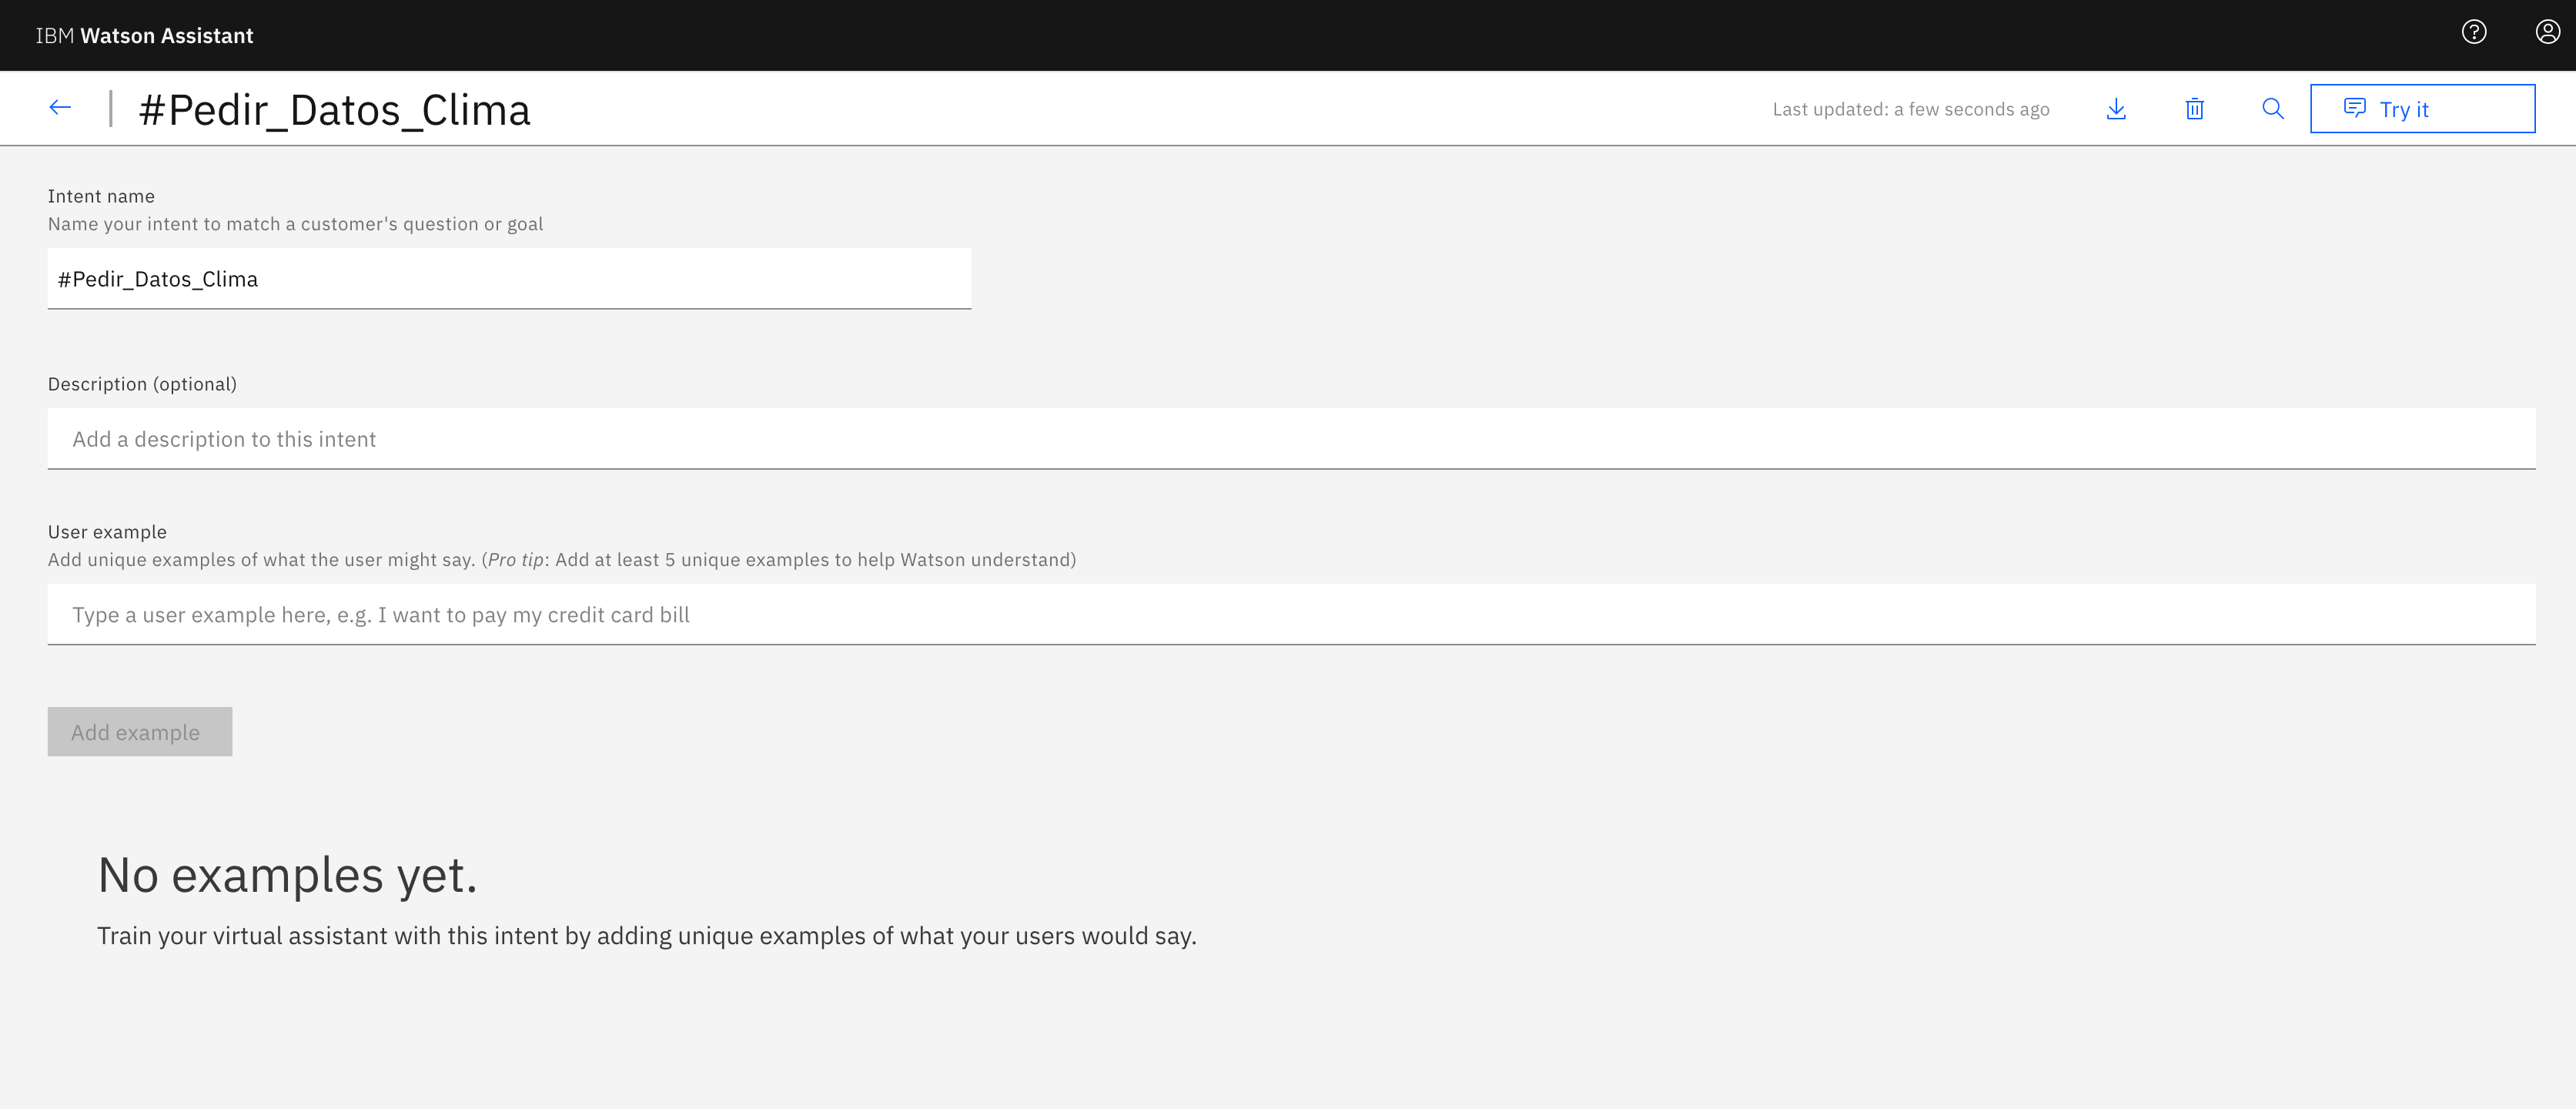 IBM Watson Assistant
#Pedir_Datos_Clima
Last updated: a few seconds ago
Try it
Intent name
Name your intent to match a customer's question or goal
#Pedir_Datos_Clima
Description (optional)
Add a description to this intent
User example
Add unique examples of what the user might say. (Pro tip: Add at least 5 unique examples to help Watson understand)
Type a user example here, e.g. I want to pay my credit card bill
Add example
No examples yet.
Train your virtual assistant with this intent by adding unique examples of what your users would say.